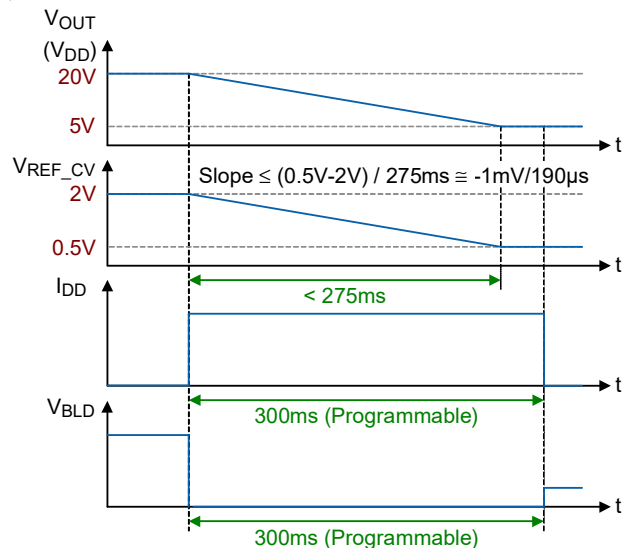 VOUT
(VDD)
20V
5V
t
VREF_CV
Slope ≤ (0.5V-2V) / 275ms ≅ -1mV/190µs
2V
0.5V
t
< 275ms
IDD
t
300ms (Programmable)
VBLD
t
300ms (Programmable)